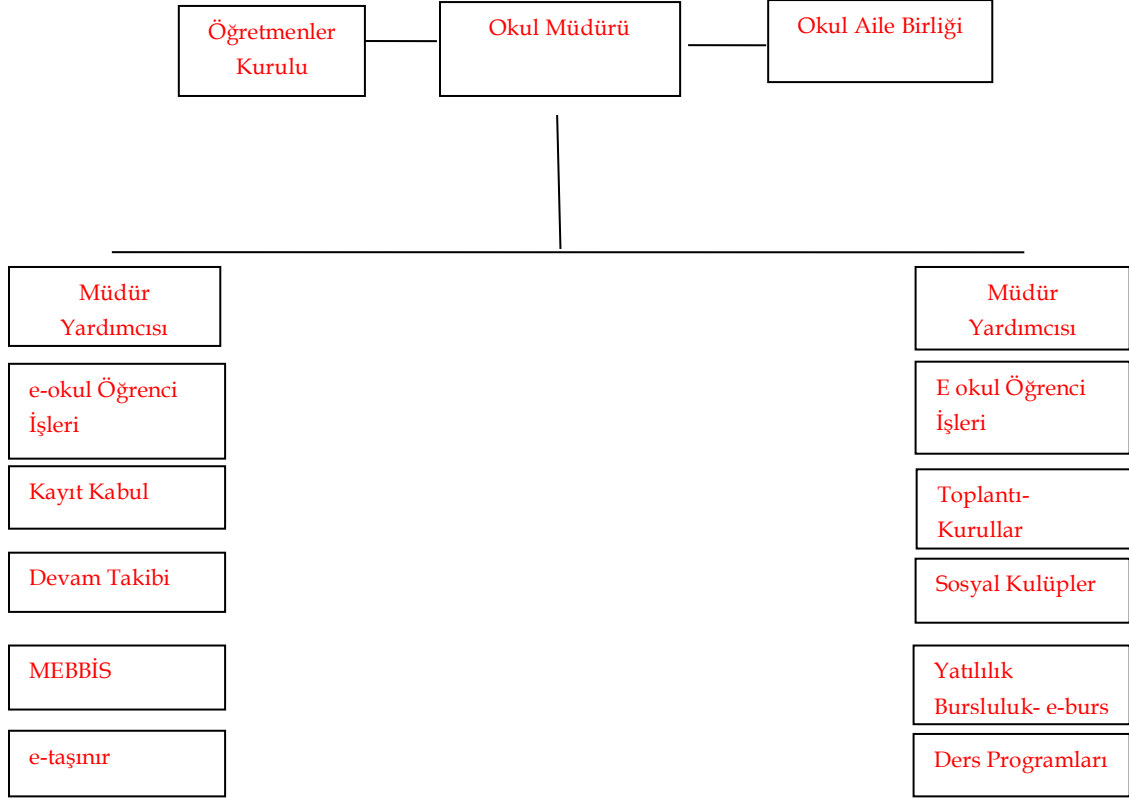 Öğretmenler
Kurulu
Okul Müdürü
Okul Aile Birliği
Müdür
Yardımcısı
e-okul Öğrenci
İşleri
Kayıt Kabul
Devam Takibi
MEBBİS
e-taşınır
Müdür
Yardımcısı
E okul Öğrenci
İşleri
Toplantı-
Kurullar
Sosyal Kulüpler
Yatılılık
Bursluluk- e-burs
Ders Programları